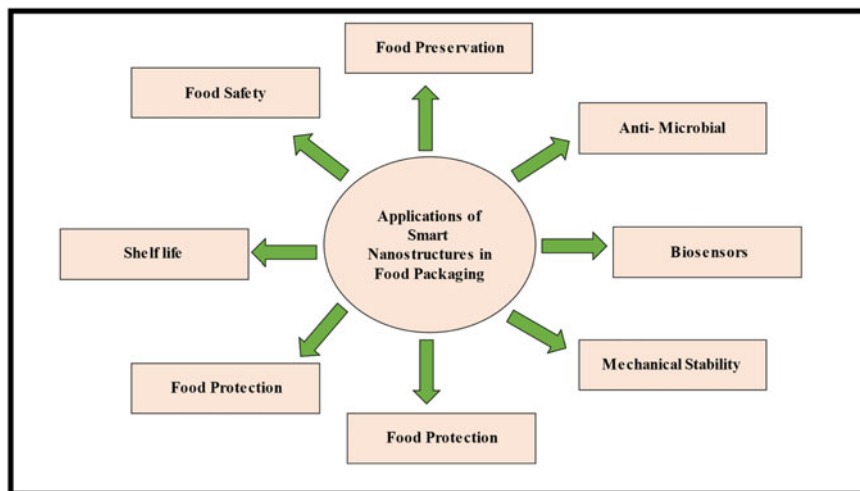 Food Preservation
Food Safety
Anti- Microbial
Applications of
Smart
Nanostructures in
Food Packaging
Shelf life
Biosensors
Mechanical Stability
Food Protection
Food Protection